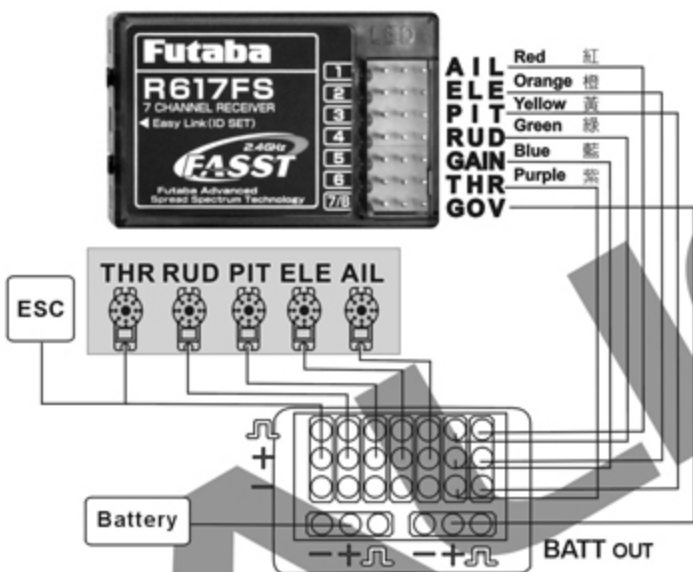 LED
Futaba
R617FS
7 CHANNEL RECEIVER
◄ Easy Link(ID SET)
2.4GHz
FASST
Futaba Advanced
Spread Spectrum Technology
1
2
3
4
5
6
7/8
AIL Red 紅
ELE Orange 橙
PIT Yellow 黃
RUD Green 綠
GAIN Blue 藍
THR Purple 紫
GOV
THR RUD PIT ELE AIL
ESC
+
−
Battery
− + − +
BATT OUT